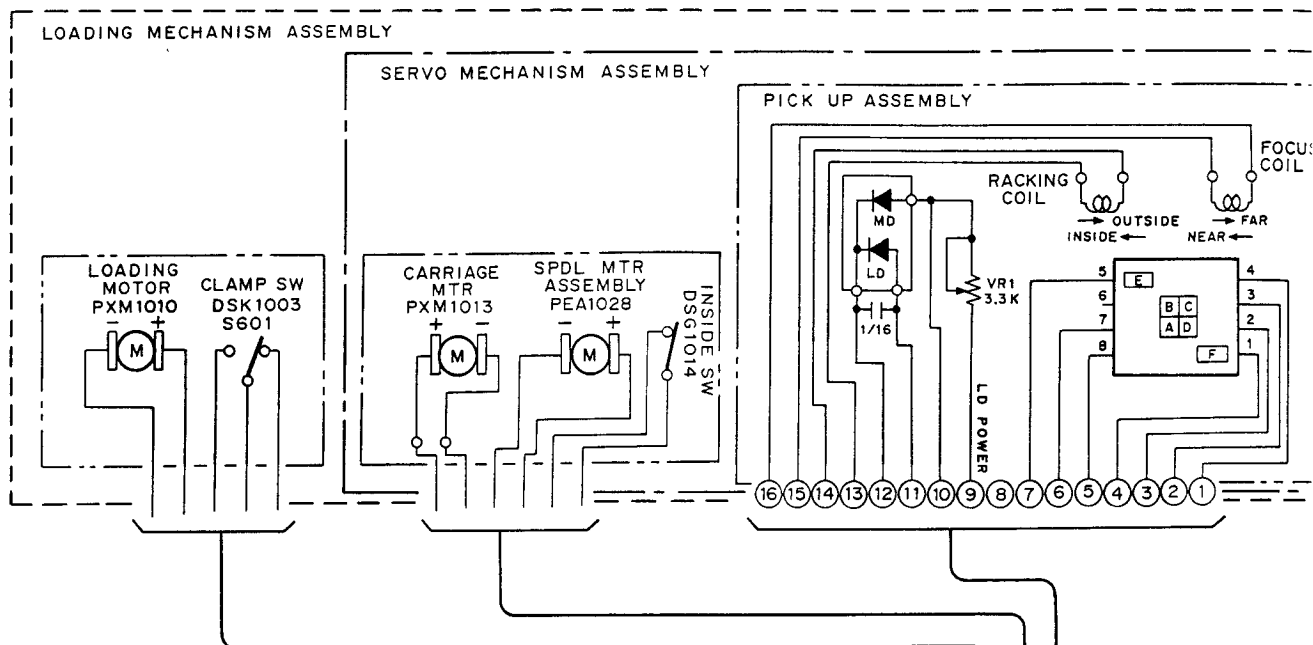 LOADING MECHANISM ASSEMBLY
SERVO MECHANISM ASSEMBLY
PICK UP ASSEMBLY
FOCUS
COIL
RACKING
COIL
OUTSIDE
INSIDE
FAR
NEAR
MD
LD
1/16
VR1
3.3K
LD POWER
5
6
7
8
E
B C
A D
F
4
3
2
1
LOADING
MOTOR
PXM1010
- +
M
CLAMP SW
DSK1003
S601
CARRIAGE
MTR
PXM1013
+ -
M
SPDL MTR
ASSEMBLY
PEA1028
- +
M
INSIDE SW
DSG1014
16 15 14 13 12 11 10 9 8 7 6 5 4 3 2 1